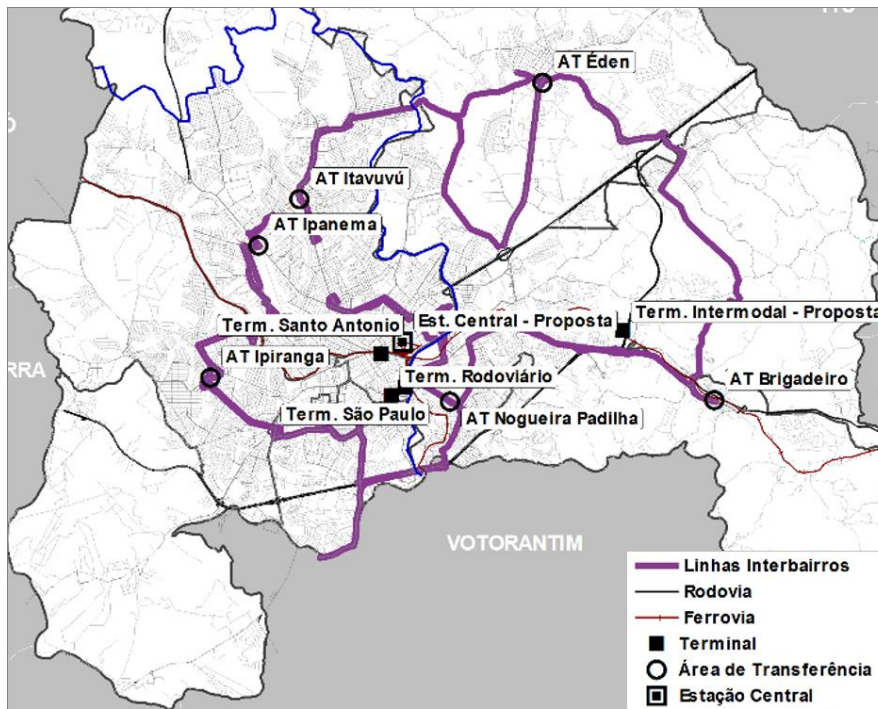 AT Éden
AT Itavuvú
AT Ipanema
Term. Santo Antonio
Est. Central - Proposta
Term. Intermodal - Proposta
RRA
AT Ipiranga
Term. Rodoviário
AT Brigadeiro
Term. São Paulo
AT Nogueira Padilha
VOTORANTIM
Linhas Interbairros
Rodovia
Ferrovia
Terminal
Área de Transferência
Estação Central